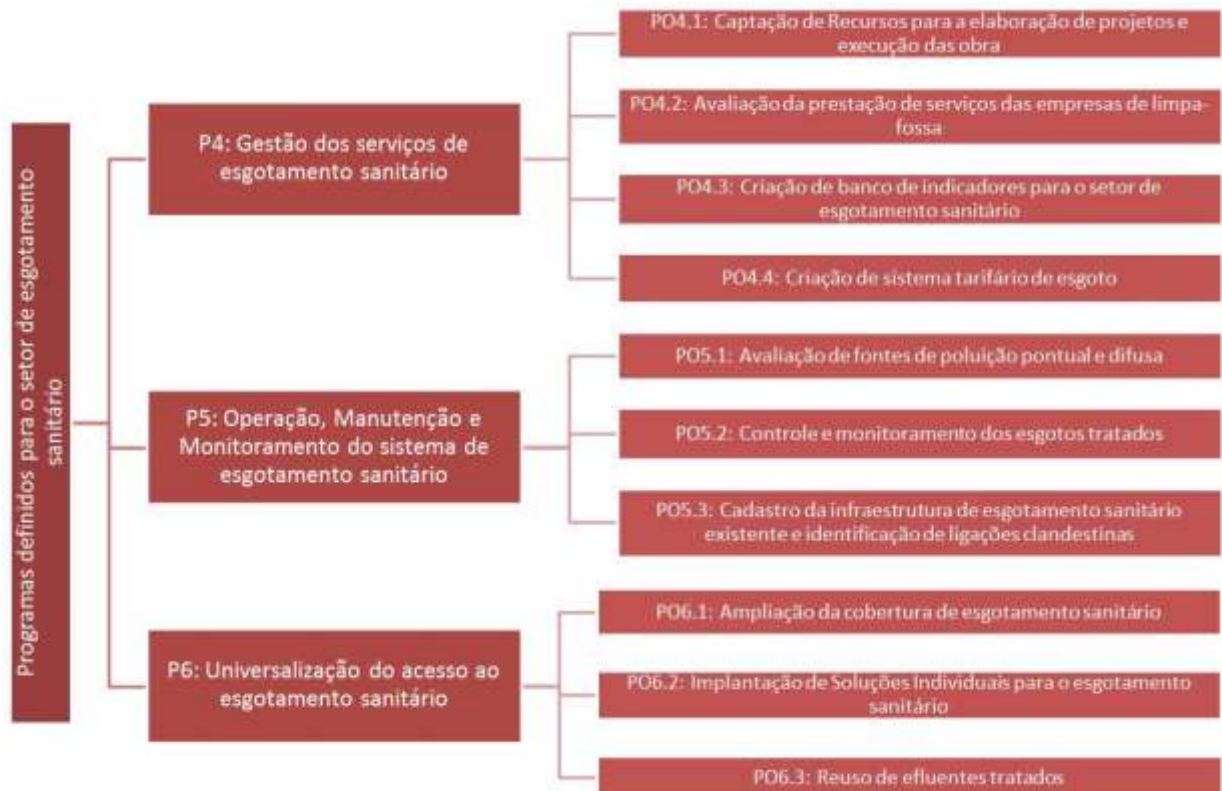 Programas definidos para o setor de esgotamento
sanitário
P4: Gestão dos serviços de
esgotamento sanitário
PO4.1: Captação de Recursos para a elaboração de projetos e
execução das obra
PO4.2: Avaliação da prestação de serviços das empresas de limpa-
fossa
PO4.3: Criação de banco de indicadores para o setor de
esgotamento sanitário
PO4.4: Criação de sistema tarifário de esgoto
P5: Operação, Manutenção e
Monitoramento do sistema de
esgotamento sanitário
PO5.1: Avaliação de fontes de poluição pontual e difusa
PO5.2: Controle e monitoramento dos esgotos tratados
PO5.3: Cadastro da infraestrutura de esgotamento sanitário
existente e identificação de ligações clandestinas
P6: Universalização do acesso ao
esgotamento sanitário
PO6.1: Ampliação da cobertura de esgotamento sanitário
PO6.2: Implantação de Soluções Individuais para o esgotamento
sanitário
PO6.3: Reuso de efluentes tratados